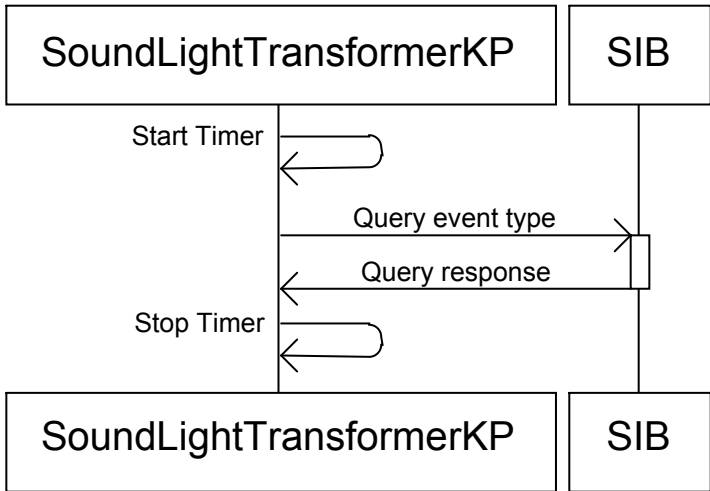 SoundLightTransformerKP
SIB
Start Timer
Query event type
Query response
Stop Timer
SoundLightTransformerKP
SIB